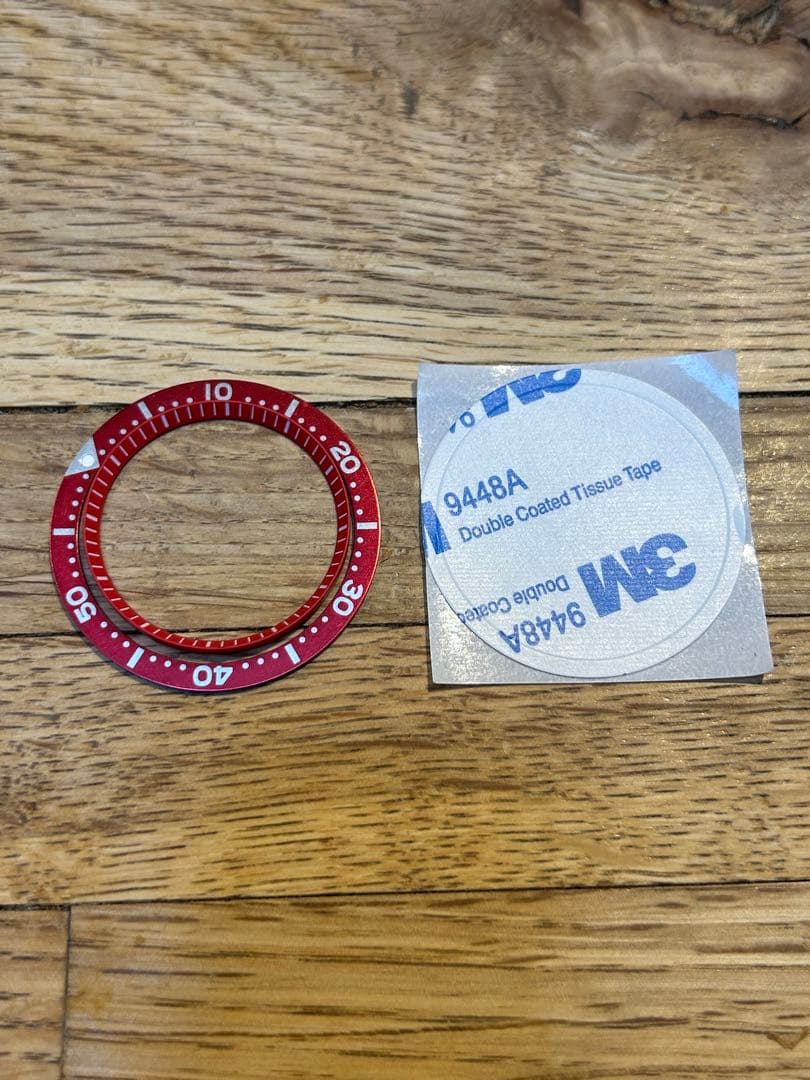 10
20
30
40
50
3M
9448A
Double Coated Tissue Tape
3M
9448A
Double Coated